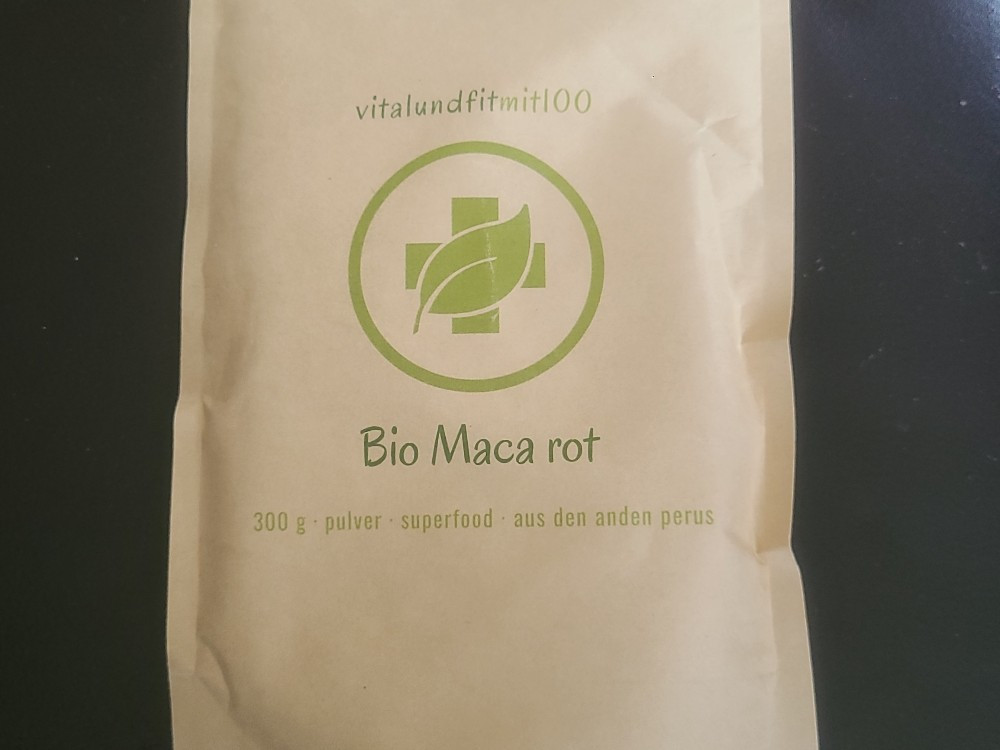 vitalundfitmit100
Bio Maca rot
300 g · pulver · superfood · aus den anden perus